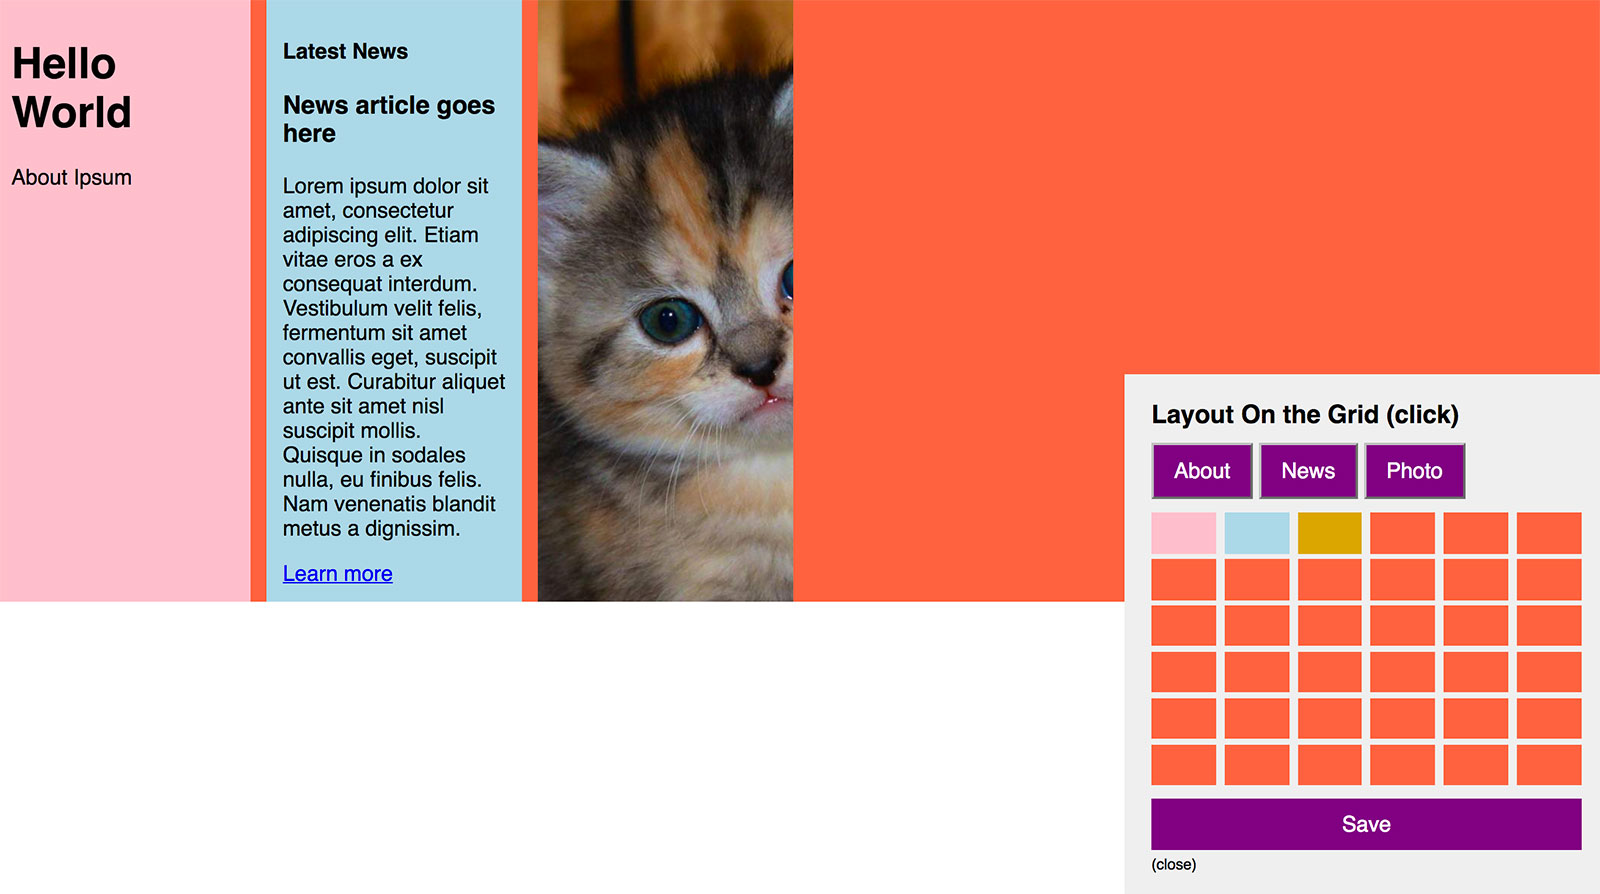 Hello
World
About Ipsum
Latest News
News article goes
here
Lorem ipsum dolor sit
amet, consectetur
adipiscing elit. Etiam
vitae eros a ex
consequat interdum.
Vestibulum velit felis,
fermentum sit amet
convallis eget, suscipit
ut est. Curabitur aliquet
ante sit amet nisl
suscipit mollis.
Quisque in sodales
nulla, eu finibus felis.
Nam venenatis blandit
metus a dignissim.
Learn more
Layout On the Grid (click)
About News Photo
Save
(close)